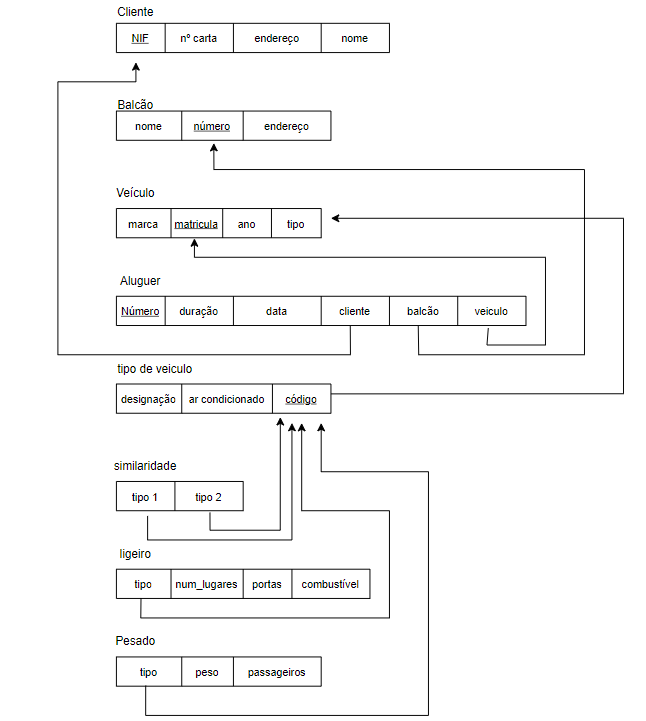 Cliente
NIF nº carta endereço nome
Balcão
nome número endereço
Veículo
marca matricula ano tipo
Aluguer
Número duração data cliente balcão veiculo
tipo de veiculo
designação ar condicionado código
similaridade
tipo 1 tipo 2
ligeiro
tipo num_lugares portas combustível
Pesado
tipo peso passageiros